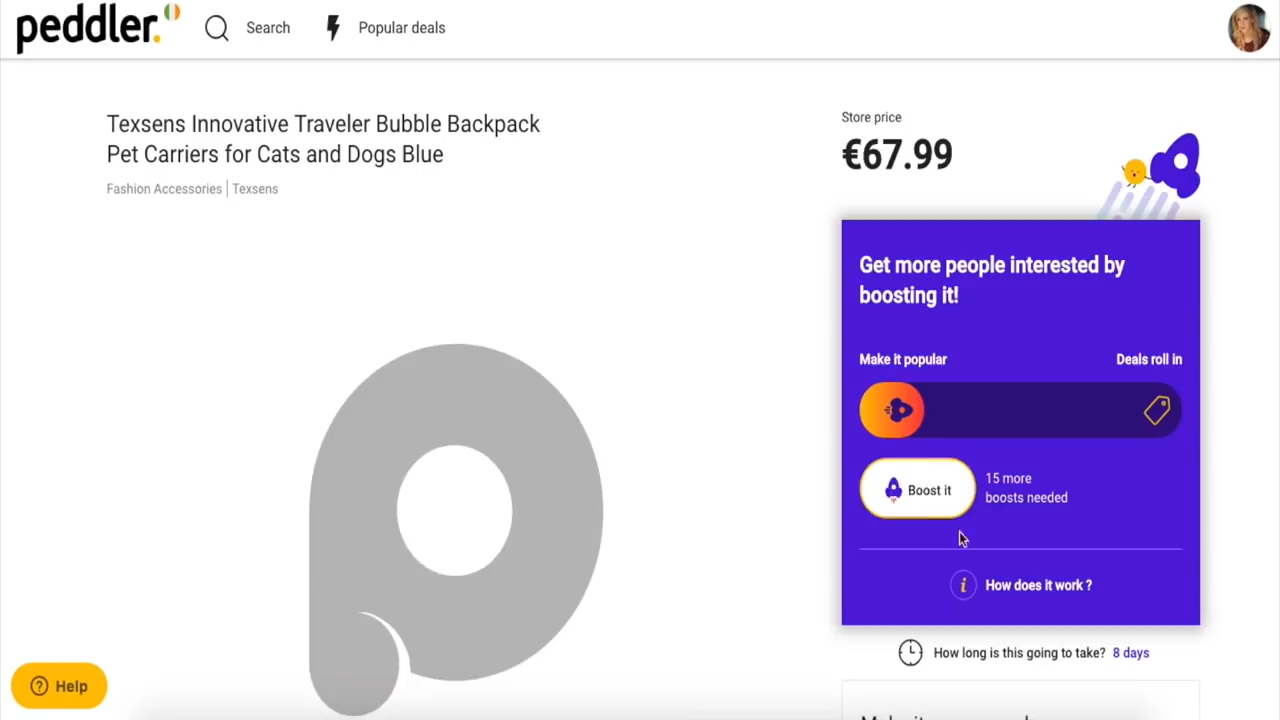 peddler.
Search
Popular deals
Texsens Innovative Traveler Bubble Backpack
Pet Carriers for Cats and Dogs Blue
Fashion Accessories | Texsens
Store price
€67.99
Get more people interested by
boosting it!
Make it popular
Deals roll in
Boost it
15 more
boosts needed
i
How does it work ?
How long is this going to take? 8 days
? Help